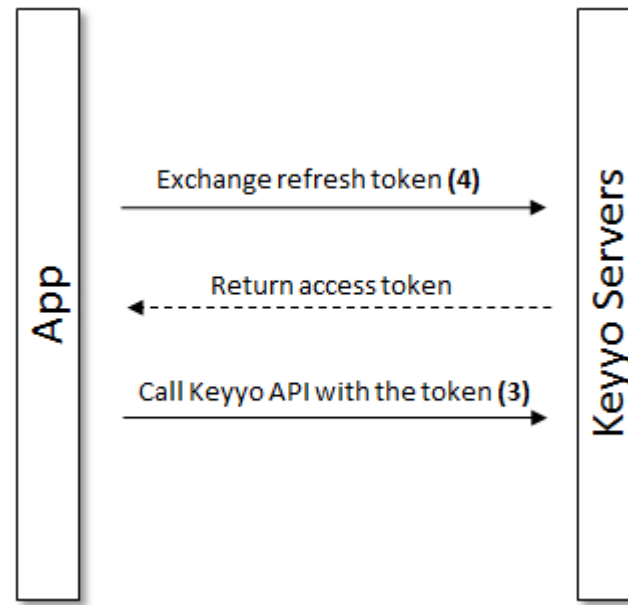 App
Exchange refresh token (4)
Return access token
Call Keyyo API with the token (3)
Keyyo Servers